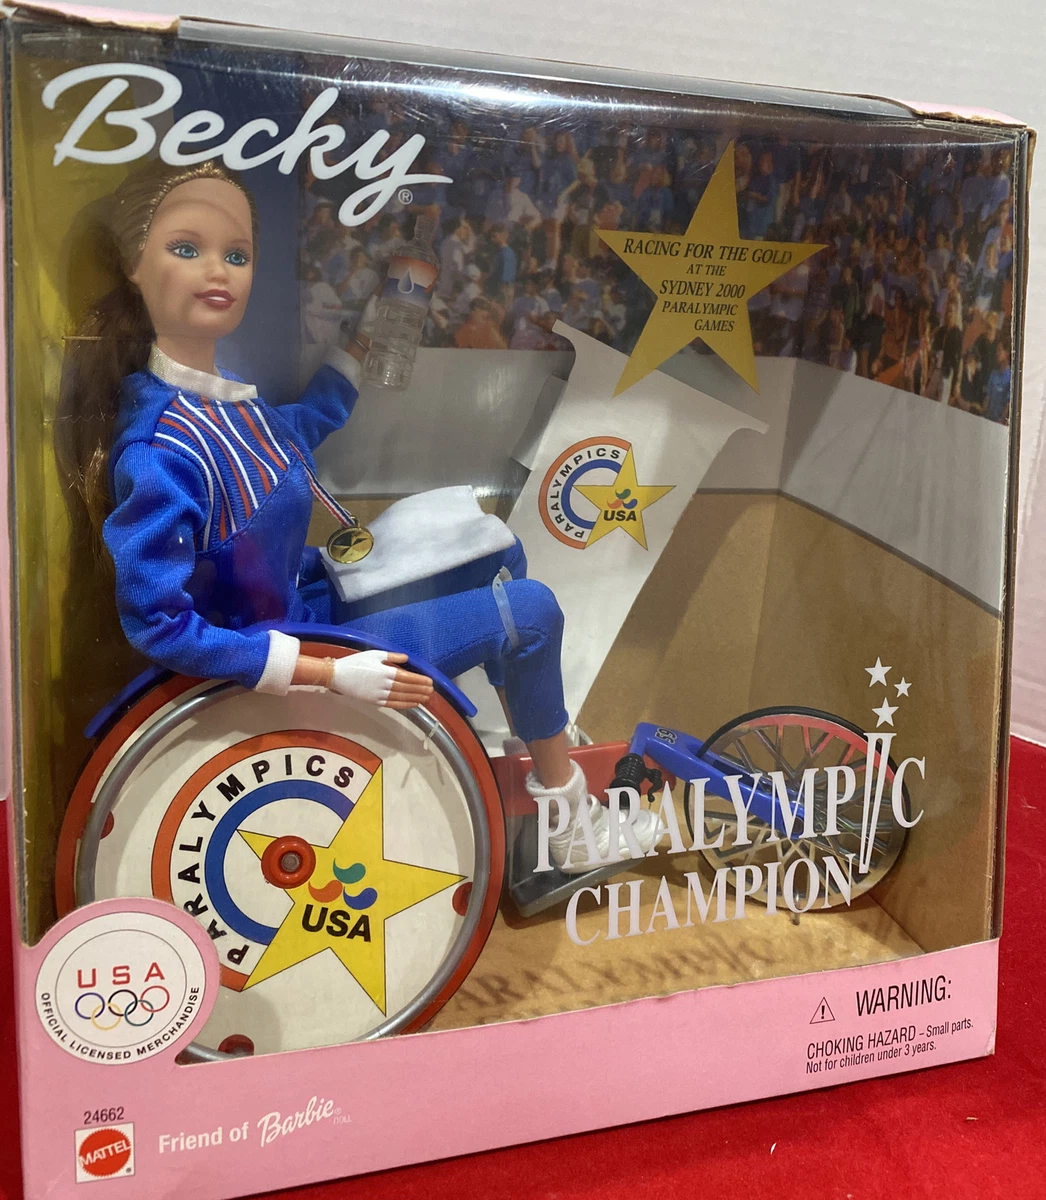 Becky®
RACING FOR THE GOLD
AT THE
SYDNEY 2000
PARALYMPIC
GAMES
PARALYMPICS
USA
PARALYMPICS
USA
PARALYMPIC
CHAMPION
USA
OFFICIAL LICENSED MERCHANDISE
WARNING:
CHOKING HAZARD – Small parts.
Not for children under 3 years.
24662
MATTEL®
Friend of Barbie® DOLL